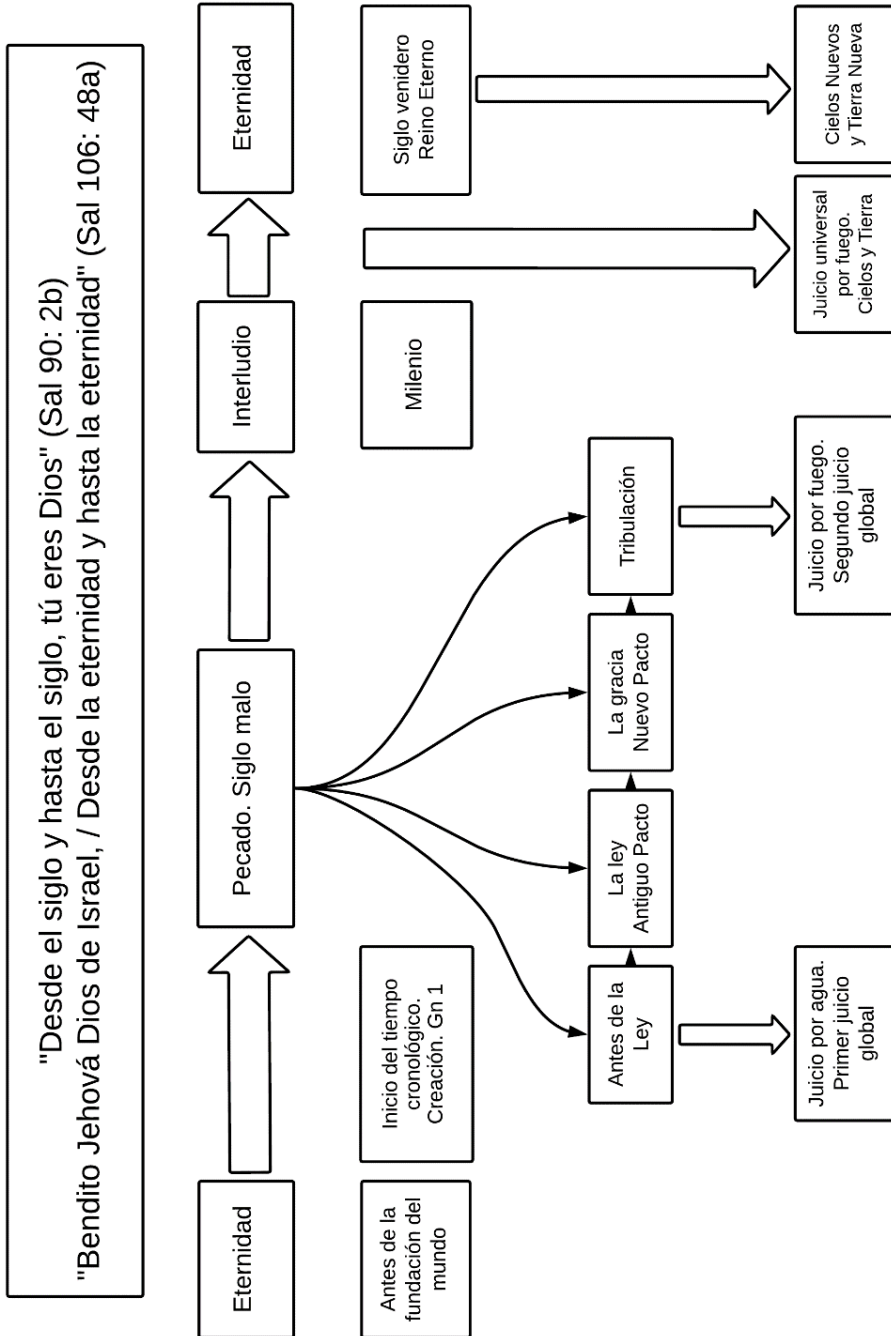 "Desde el siglo y hasta el siglo, tú eres Dios" (Sal 90: 2b)
"Bendito Jehová Dios de Israel, / Desde la eternidad y hasta la eternidad" (Sal 106: 48a)
Eternidad
Pecado. Siglo malo
Interludio
Eternidad
Antes de la
fundación del
mundo
Inicio del tiempo
cronológico.
Creación. Gn 1
Milenio
Siglo venidero
Reino Eterno
Antes de la
Ley
La ley
Antiguo Pacto
La gracia
Nuevo Pacto
Tribulación
Juicio por agua.
Primer juicio
global
Juicio por fuego.
Segundo juicio
global
Juicio universal
por fuego.
Cielos y Tierra
Cielos Nuevos
y Tierra Nueva